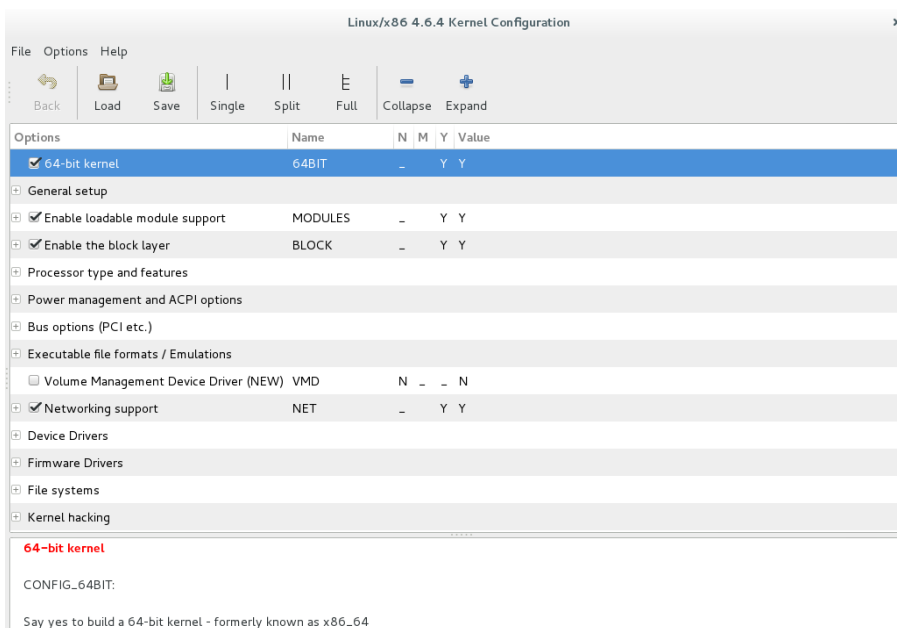 Linux/x86 4.6.4 Kernel Configuration
File Options Help
Back Load Save Single Split Full Collapse Expand
Options Name N M Y Value
64-bit kernel 64BIT _ Y Y
General setup
Enable loadable module support MODULES _ Y Y
Enable the block layer BLOCK _ Y Y
Processor type and features
Power management and ACPI options
Bus options (PCI etc.)
Executable file formats / Emulations
Volume Management Device Driver (NEW) VMD N _ _ N
Networking support NET _ Y Y
Device Drivers
Firmware Drivers
File systems
Kernel hacking
64-bit kernel
CONFIG_64BIT:
Say yes to build a 64-bit kernel - formerly known as x86_64